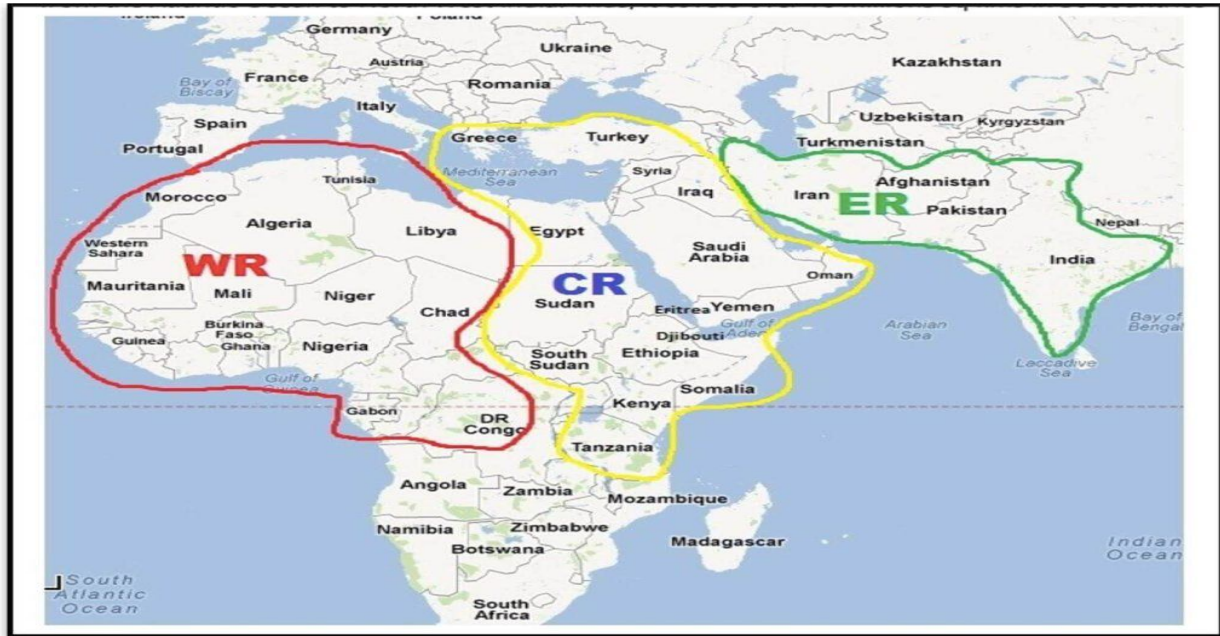 Germany
Ukraine
Austria
Kazakhstan
Bay of
Biscay
France
Romania
Italy
Uzbekistan
Kyrgyzstan
Spain
Greece
Turkey
Portugal
Turkmenistan
Mediterranean
Sea
Syria
Tunisia
Iraq
Iran
Afghanistan
Morocco
ER
Pakistan
Algeria
Libya
Egypt
Nepal
Western
Sahara
WR
Saudi
Arabia
India
Mauritania
Mali
Niger
CR
Sudan
Oman
Chad
Eritrea
Yemen
Burkina
Faso
Guinea
Ghana
Nigeria
Djibouti
Gulf of
Aden
Arabian
Sea
Bay of
Bengal
South
Sudan
Ethiopia
Laccadive
Sea
Gulf of
Guinea
Somalia
Gabon
Kenya
DR
Congo
Tanzania
Angola
Zambia
Mozambique
Namibia
Zimbabwe
Madagascar
Botswana
Indian
Ocean
South
Atlantic
Ocean
South
Africa